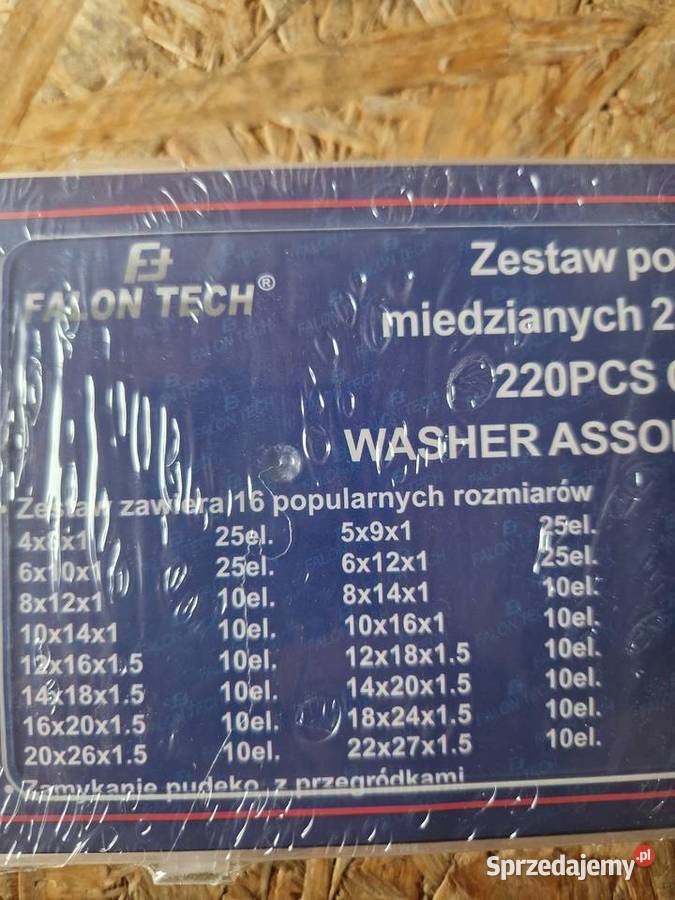 FALON TECH®
Zestaw po
miedzianych 2
220PCS
WASHER ASSO
• Zestaw zawiera 16 popularnych rozmiarów
4x8x1 25el. 5x9x1 25el.
6x10x1 25el. 6x12x1 25el.
8x12x1 10el. 8x14x1 10el.
10x14x1 10el. 10x16x1 10el.
12x16x1.5 10el. 12x18x1.5 10el.
14x18x1.5 10el. 14x20x1.5 10el.
16x20x1.5 10el. 18x24x1.5 10el.
20x26x1.5 10el. 22x27x1.5 10el.
• Zamykanie pudeko z przegródkami
Sprzedajemy.pl